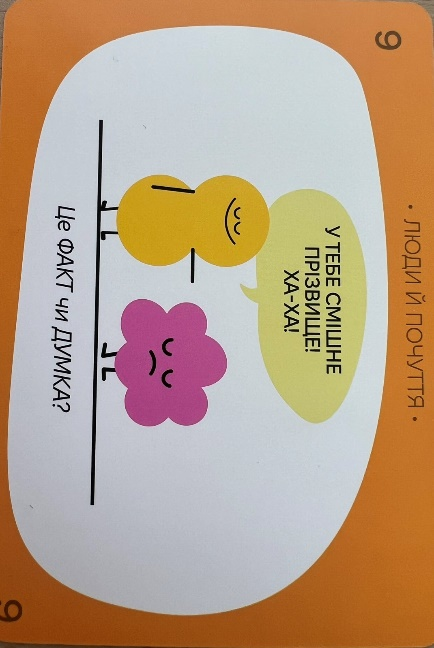 9
• ЛЮДИ Й ПОЧУТТЯ •
У ТЕБЕ СМІШНЕ
ПРІЗВИЩЕ!
ХА-ХА!
Це ФАКТ чи ДУМКА?
9